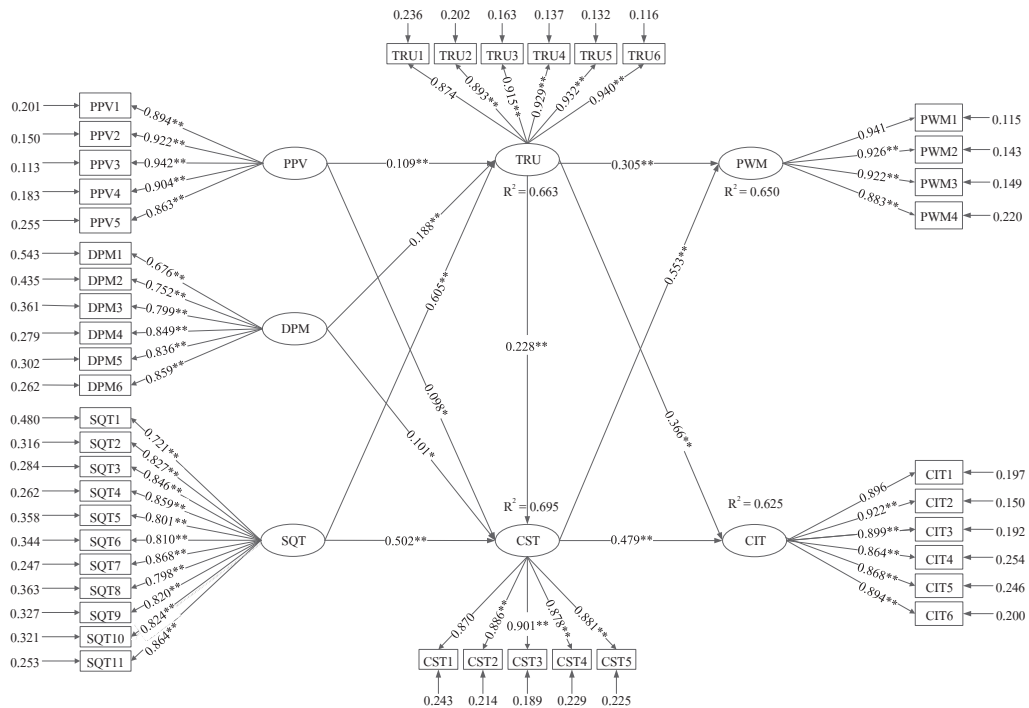 0.236 0.202 0.163 0.137 0.132 0.116
TRU1 TRU2 TRU3 TRU4 TRU5 TRU6
0.874 0.893** 0.915** 0.929** 0.932** 0.940**
0.201 PPV1 0.894**
0.150 PPV2 0.922**
0.113 PPV3 0.942**
0.183 PPV4 0.904**
0.255 PPV5 0.863**
PPV 0.109** TRU 0.305** PWM
R² = 0.663
R² = 0.650
0.941 PWM1 0.115
0.926** PWM2 0.143
0.922** PWM3 0.149
0.883** PWM4 0.220
0.543 DPM1 0.676**
0.435 DPM2 0.752**
0.361 DPM3 0.799**
0.279 DPM4 0.849**
0.302 DPM5 0.836**
0.262 DPM6 0.859**
DPM
0.188**
0.605**
0.553**
0.228**
0.098*
0.101*
0.366**
0.480 SQT1 0.721**
0.316 SQT2 0.827**
0.284 SQT3 0.846**
0.262 SQT4 0.859**
0.358 SQT5 0.801**
0.344 SQT6 0.810**
0.247 SQT7 0.868**
0.363 SQT8 0.798**
0.327 SQT9 0.820**
0.321 SQT10 0.824**
0.253 SQT11 0.864**
R² = 0.695
R² = 0.625
SQT 0.502** CST 0.479** CIT
0.896 CIT1 0.197
0.922** CIT2 0.150
0.899** CIT3 0.192
0.864** CIT4 0.254
0.868** CIT5 0.246
0.894** CIT6 0.200
0.870 0.886** 0.901** 0.878** 0.881**
CST1 CST2 CST3 CST4 CST5
0.243 0.214 0.189 0.229 0.225